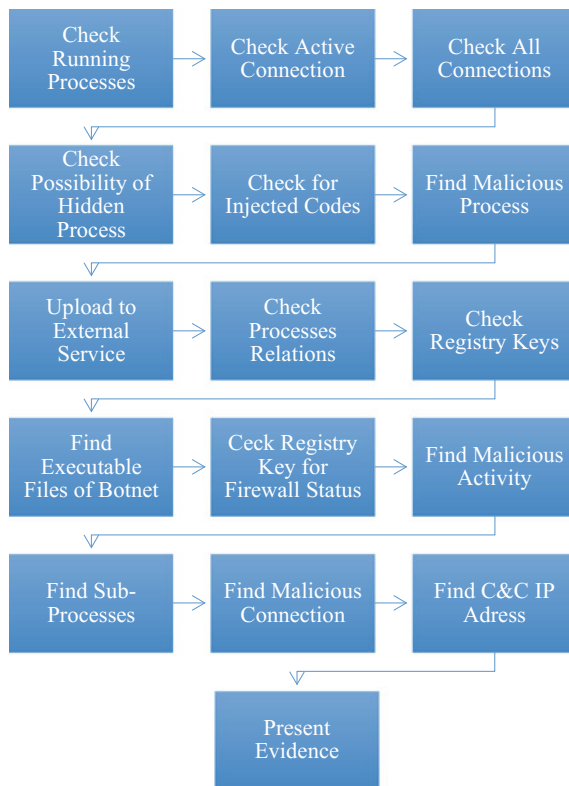 Check
Running
Processes
Check Active
Connection
Check All
Connections
Check
Possibility of
Hidden
Process
Check for
Injected Codes
Find Malicious
Process
Upload to
External
Service
Check
Processes
Relations
Check
Registry Keys
Find
Executable
Files of Botnet
Ceck Registry
Key for
Firewall Status
Find Malicious
Activity
Find Sub-
Processes
Find Malicious
Connection
Find C&C IP
Adress
Present
Evidence